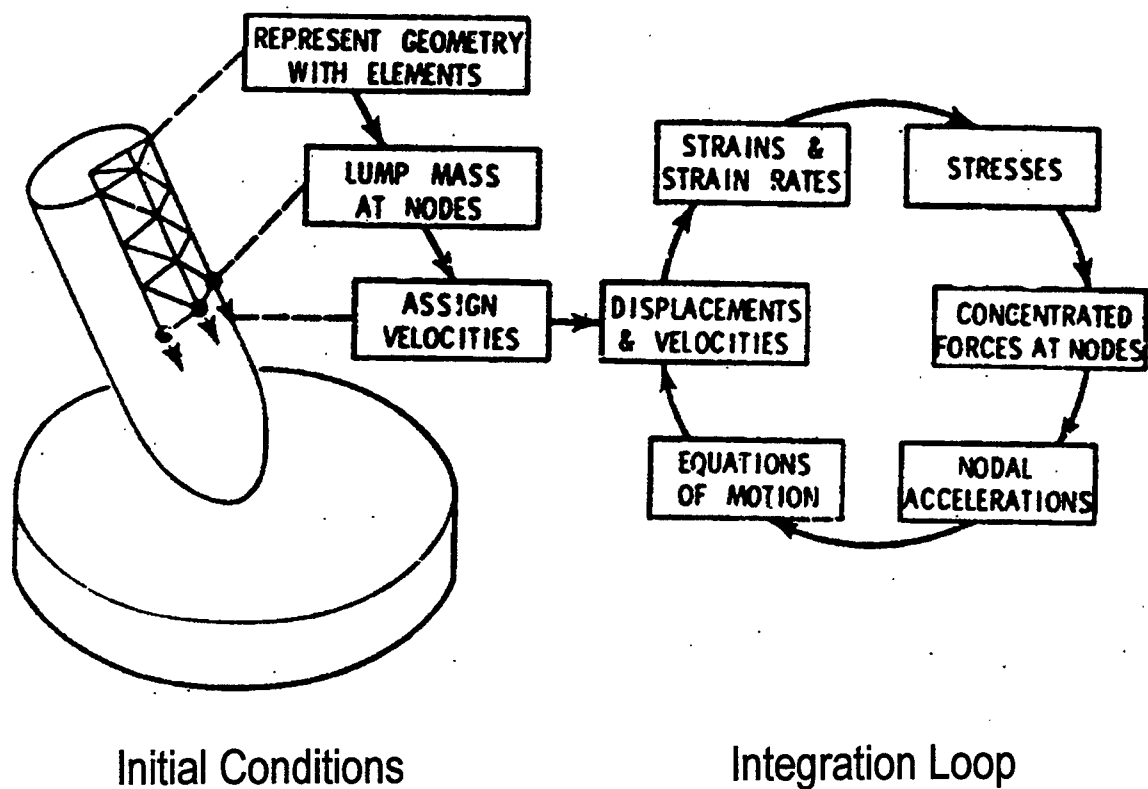 REPRESENT GEOMETRY
WITH ELEMENTS
LUMP MASS
AT NODES
ASSIGN
VELOCITIES
DISPLACEMENTS
& VELOCITIES
STRAINS &
STRAIN RATES
STRESSES
CONCENTRATED
FORCES AT NODES
NODAL
ACCELERATIONS
EQUATIONS
OF MOTION
Initial Conditions
Integration Loop